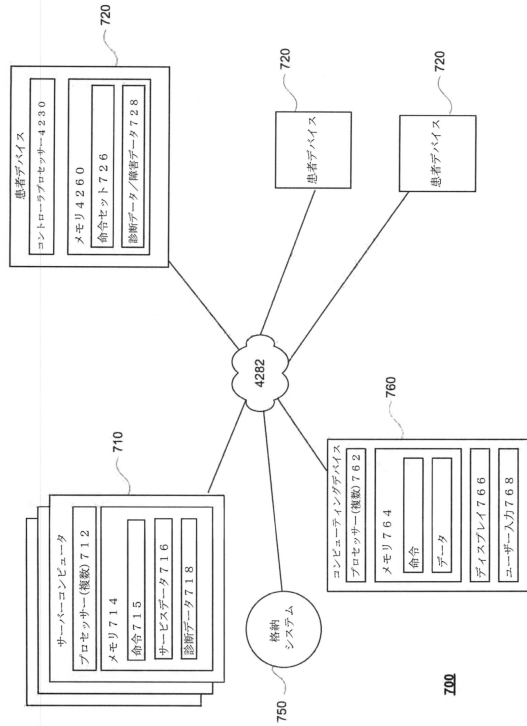 サーバーコンピュータ
プロセッサー(複数)712
メモリ714
命令715
サービスデータ716
診断データ718
710
患者デバイス
コントローラプロセッサー4230
メモリ4260
命令セット726
診断データ/障害データ728
720
4282
患者デバイス
720
患者デバイス
720
格納
システム
750
コンピューティングデバイス
プロセッサー(複数)762
メモリ764
命令
データ
ディスプレイ766
ユーザー入力768
760
700